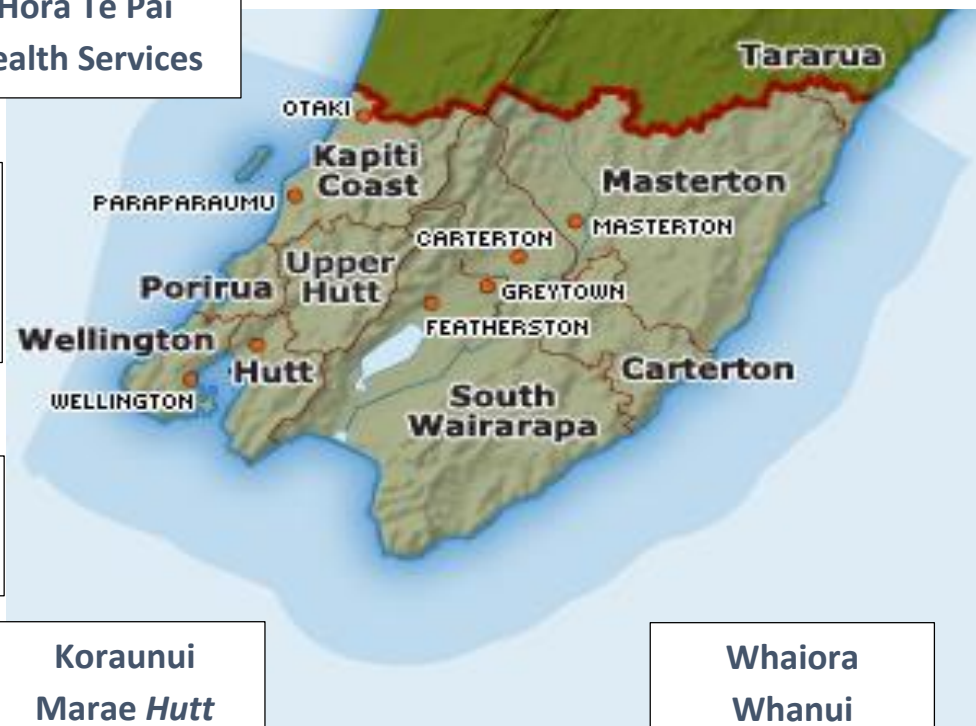 Hora Te Pai
ealth Services
Tararua
OTAKI
Kapiti
Coast
Masterton
PARAPARAUMU
MASTERTON
CARTERTON
Upper
Hutt
Porirua
GREYTOWN
FEATHERSTON
Wellington
Hutt
Carterton
WELLINGTON
South
Wairarapa
Koraunui
Marae Hutt
Whaiora
Whanui